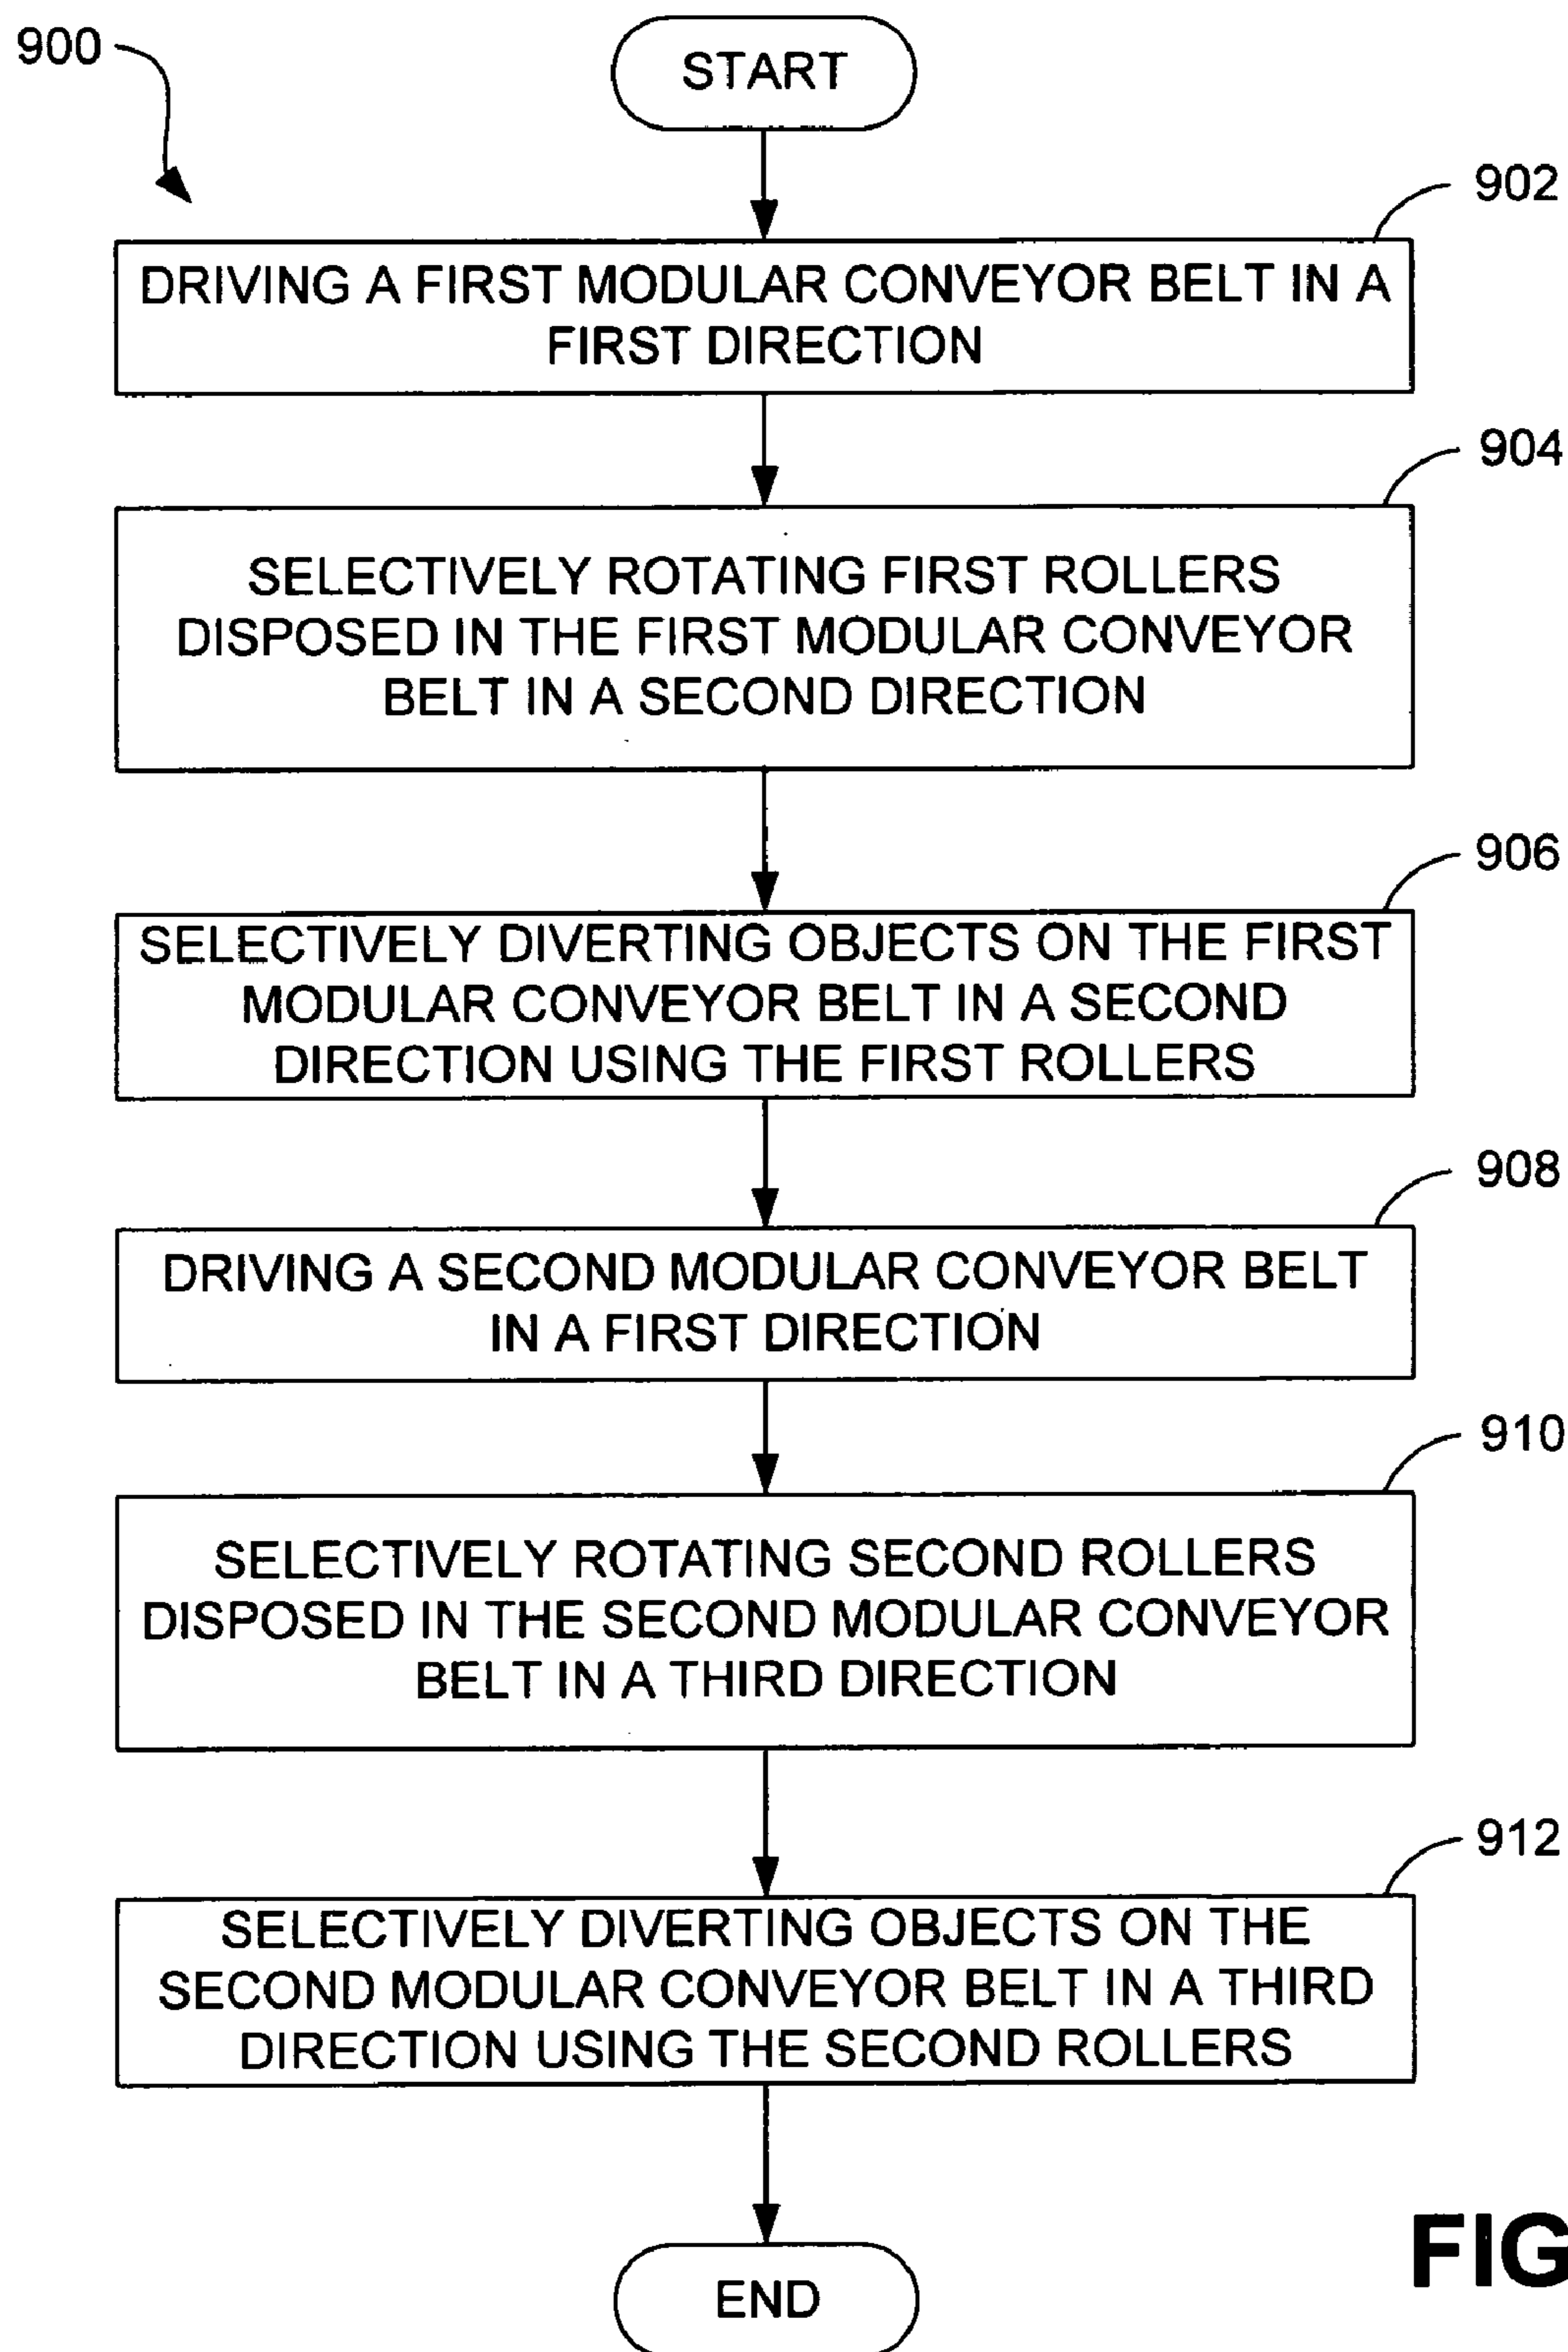 900
START
902
DRIVING A FIRST MODULAR CONVEYOR BELT IN A
FIRST DIRECTION
904
SELECTIVELY ROTATING FIRST ROLLERS
DISPOSED IN THE FIRST MODULAR CONVEYOR
BELT IN A SECOND DIRECTION
906
SELECTIVELY DIVERTING OBJECTS ON THE FIRST
MODULAR CONVEYOR BELT IN A SECOND
DIRECTION USING THE FIRST ROLLERS
908
DRIVING A SECOND MODULAR CONVEYOR BELT
IN A FIRST DIRECTION
910
SELECTIVELY ROTATING SECOND ROLLERS
DISPOSED IN THE SECOND MODULAR CONVEYOR
BELT IN A THIRD DIRECTION
912
SELECTIVELY DIVERTING OBJECTS ON THE
SECOND MODULAR CONVEYOR BELT IN A THIRD
DIRECTION USING THE SECOND ROLLERS
FIG
END